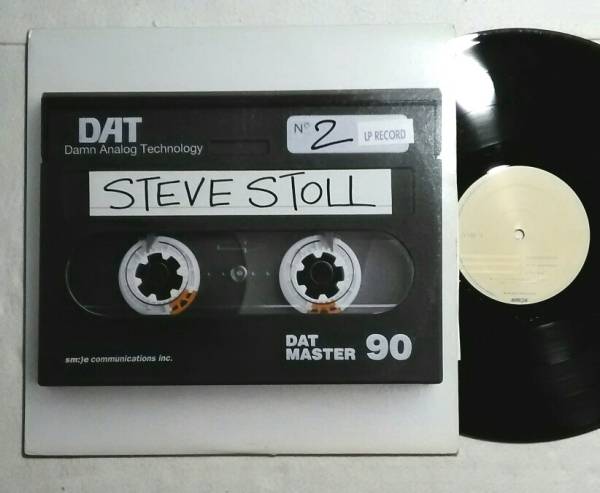 DAT
Damn Analog Technology
Nº 2 LP RECORD
STEVE STOLL
DAT
MASTER 90
sm:)e communications inc.